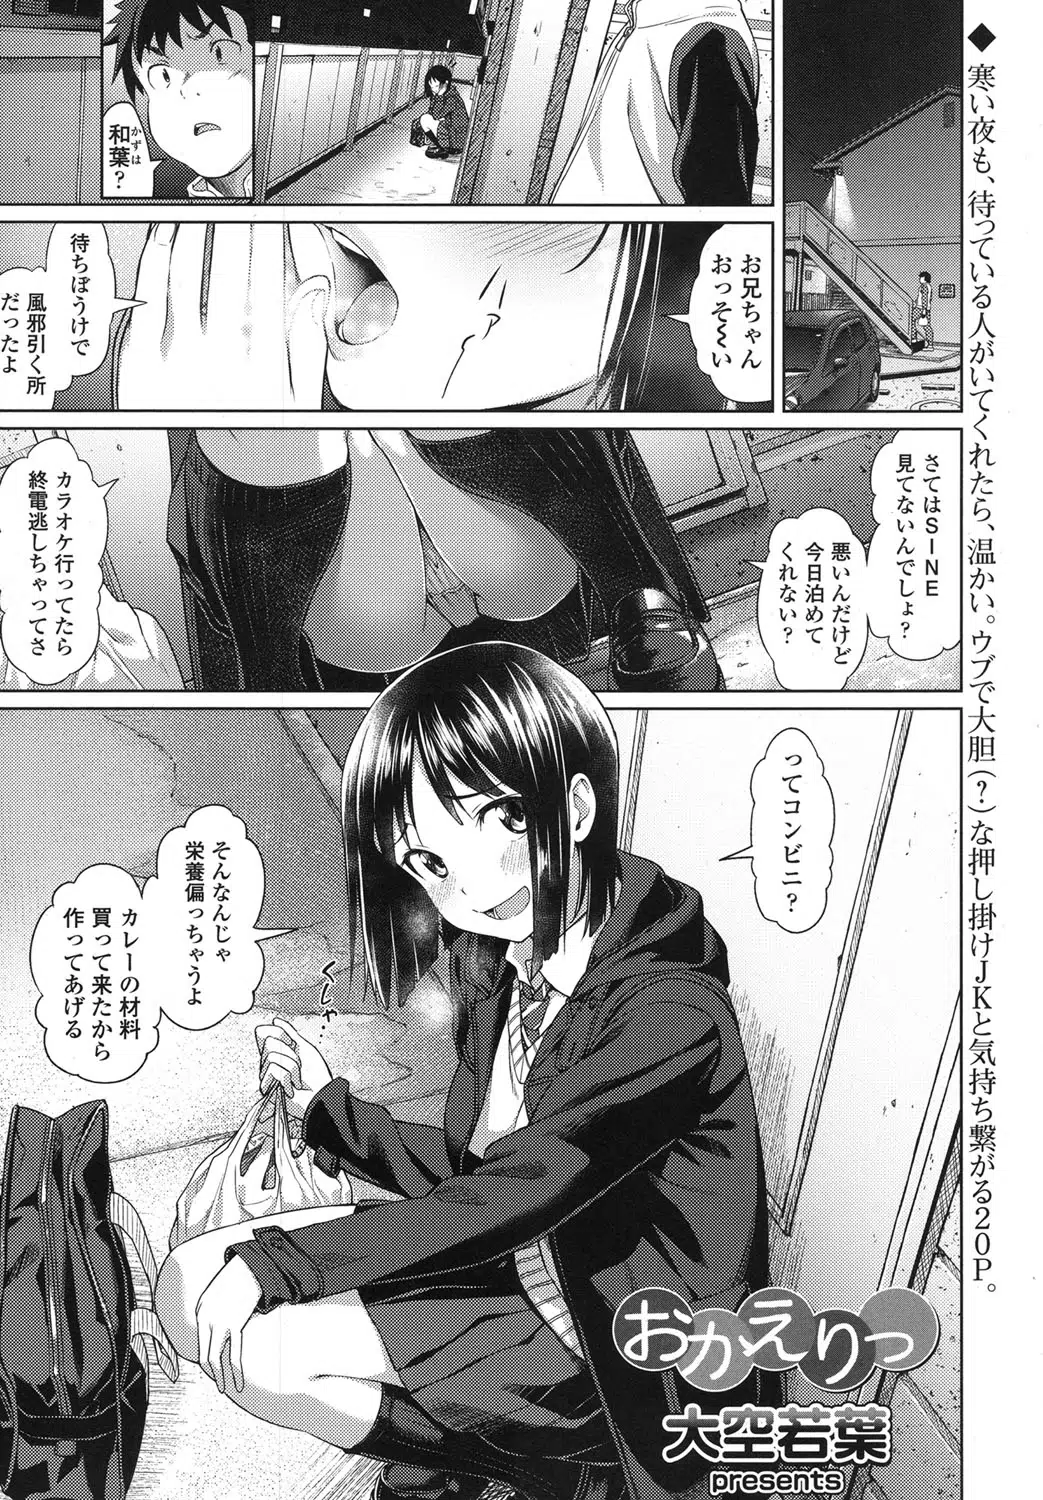 ◆寒い夜も、待っている人がいてくれたら、温かい。ウブで大胆(?)な押し掛けJKと気持ち繋がる20P。
和葉?
かずは
お兄ちゃん
おっそ〜い
待ちぼうけで
風邪引く所
だったよ
さてはSINE
見てないんでしょ?
悪いんだけど
今日泊めて
くれない?
カラオケ行ってたら
終電逃しちゃってさ
ってコンビニ?
そんなんじゃ
栄養偏っちゃうよ
カレーの材料
買って来たから
作ってあげる
くしゃ…
おかえりっ
大空若葉
presents